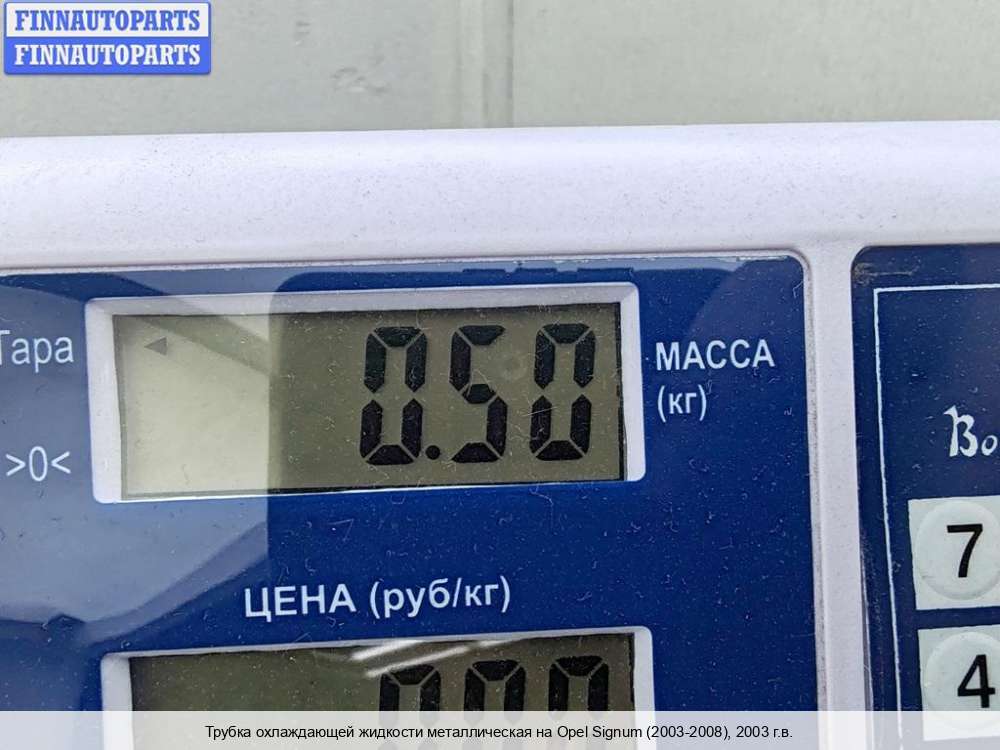 FINNAUTOPARTS
FINNAUTOPARTS
Тара
0.50
МАССА
(кг)
>0<
7
ЦЕНА (руб/кг)
4
Трубка охлаждающей жидкости металлическая на Opel Signum (2003-2008), 2003 г.в.